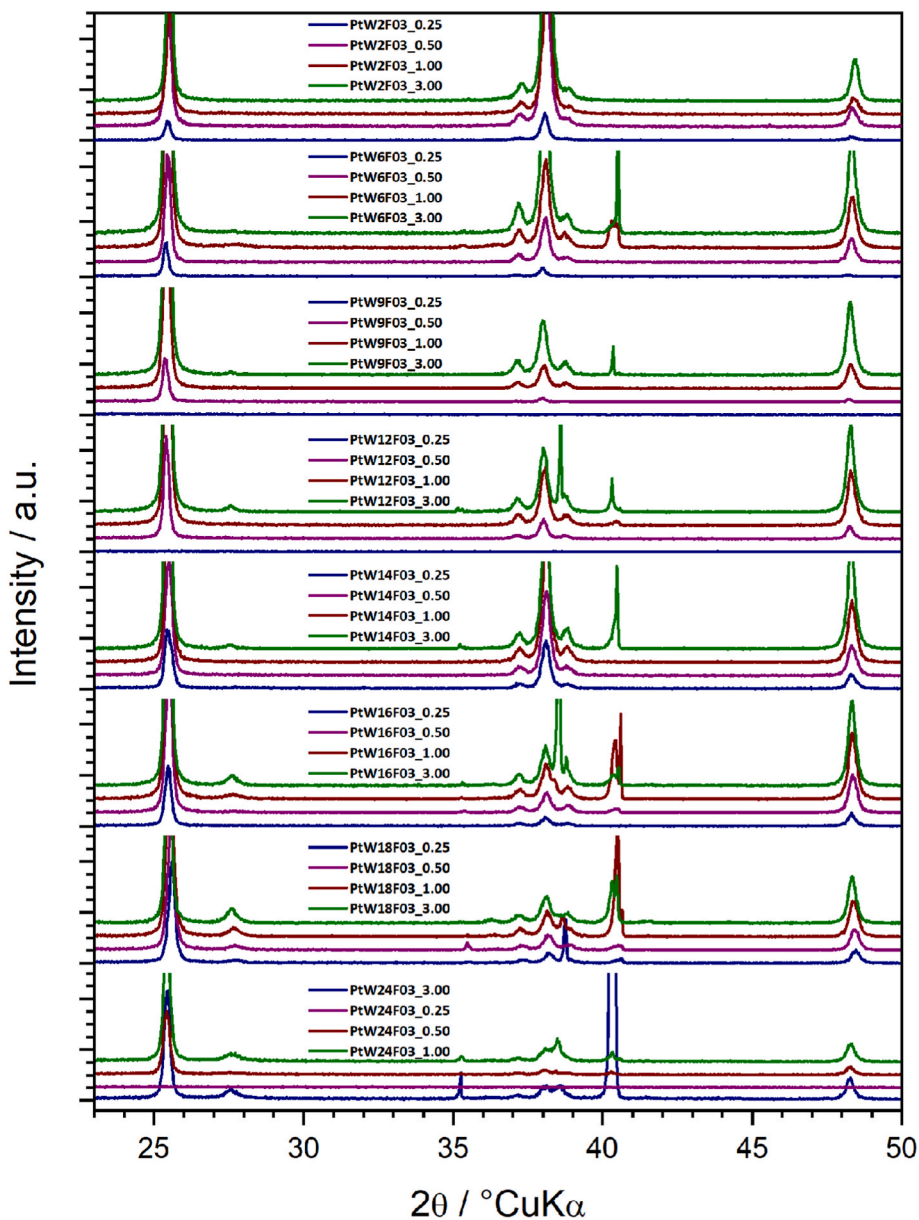 PtW2F03_0.25
PtW2F03_0.50
PtW2F03_1.00
PtW2F03_3.00
PtW6F03_0.25
PtW6F03_0.50
PtW6F03_1.00
PtW6F03_3.00
PtW9F03_0.25
PtW9F03_0.50
PtW9F03_1.00
PtW9F03_3.00
PtW12F03_0.25
PtW12F03_0.50
PtW12F03_1.00
PtW12F03_3.00
PtW14F03_0.25
PtW14F03_0.50
PtW14F03_1.00
PtW14F03_3.00
PtW16F03_0.25
PtW16F03_0.50
PtW16F03_1.00
PtW16F03_3.00
PtW18F03_0.25
PtW18F03_0.50
PtW18F03_1.00
PtW18F03_3.00
PtW24F03_3.00
PtW24F03_0.25
PtW24F03_0.50
PtW24F03_1.00
Intensity / a.u.
25 30 35 40 45 50
2θ / °CuKα